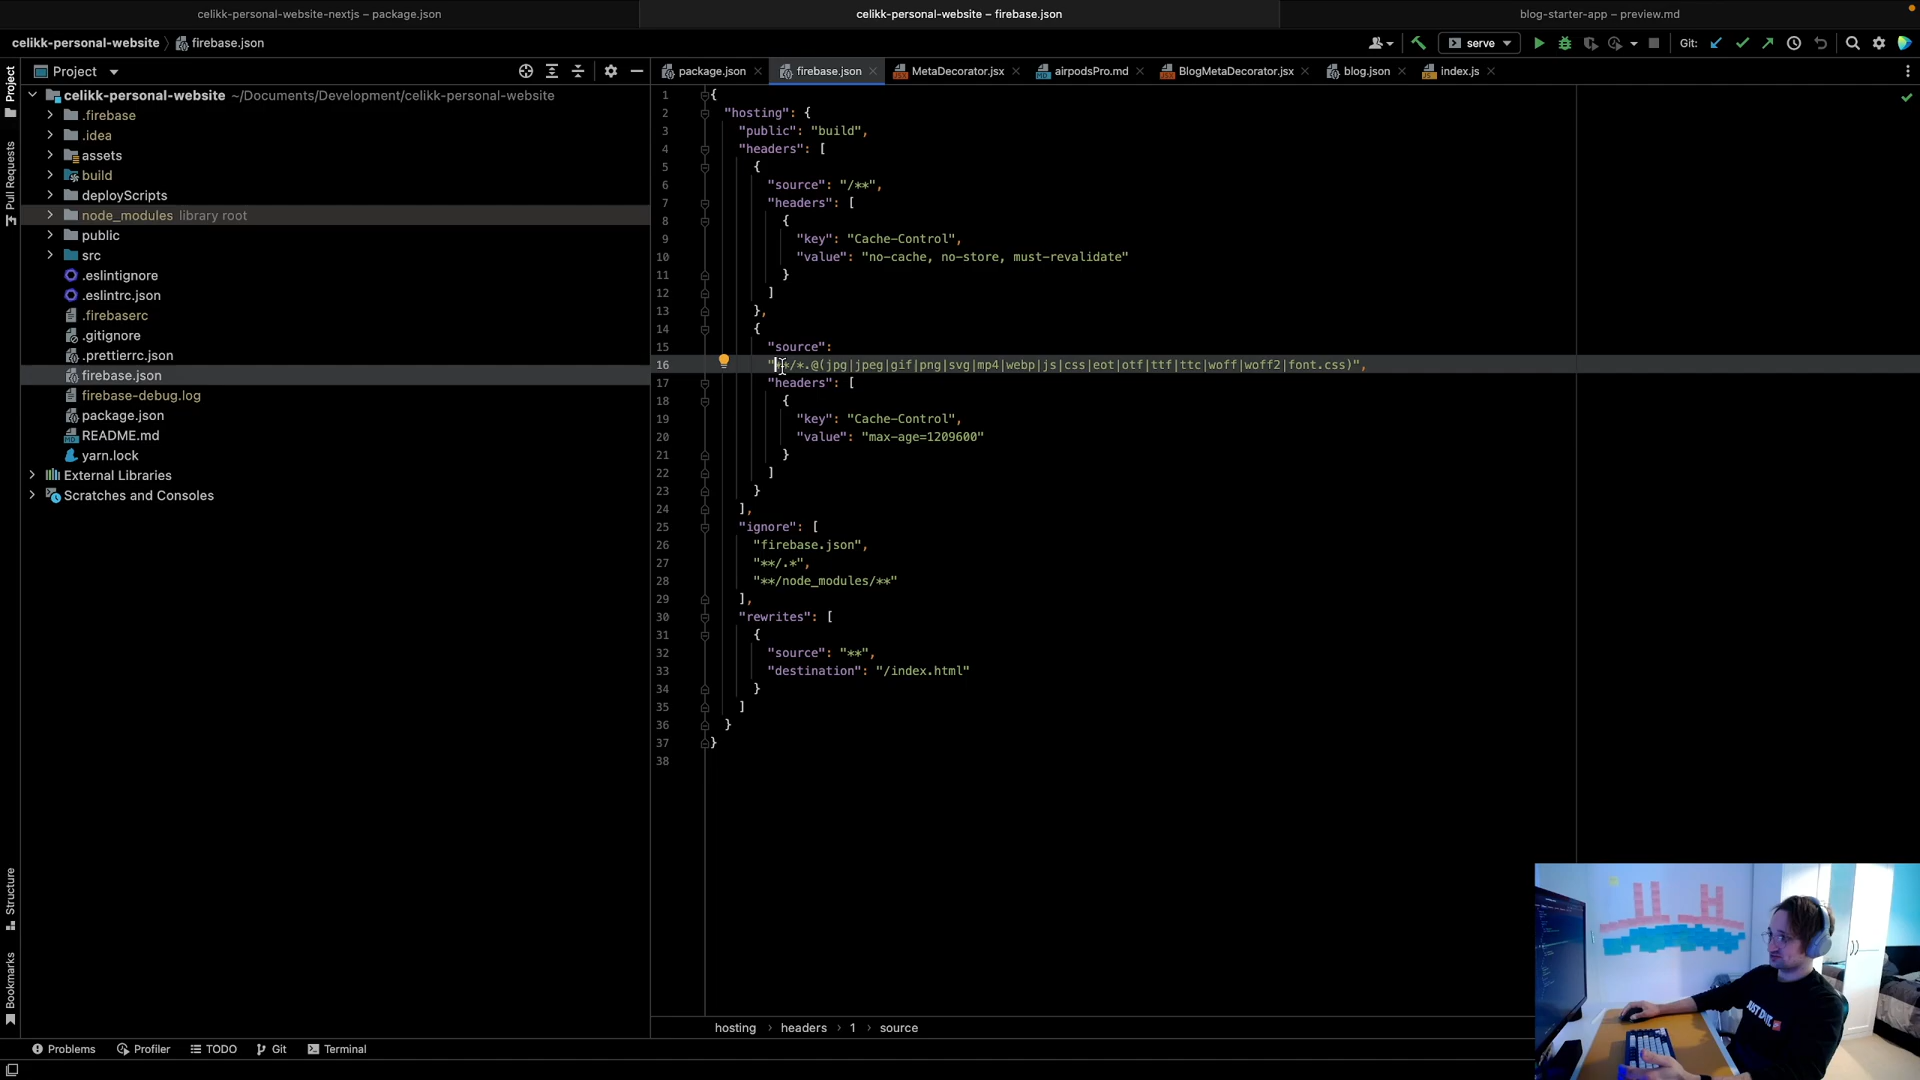 celikk-personal-website-nextjs – package.json
celikk-personal-website – firebase.json
blog-starter-app – preview.md
celikk-personal-website
firebase.json
serve
Git:
Project
package.json
firebase.json
MetaDecorator.jsx
airpodsPro.md
BlogMetaDecorator.jsx
blog.json
index.js
Project
Pull Requests
Structure
Bookmarks
celikk-personal-website ~/Documents/Development/celikk-personal-website
.firebase
.idea
assets
build
deployScripts
node_modules library root
public
src
.eslintignore
.eslintrc.json
.firebaserc
.gitignore
.prettierrc.json
firebase.json
firebase-debug.log
package.json
README.md
yarn.lock
External Libraries
Scratches and Consoles
1 {
2 "hosting": {
3 "public": "build",
4 "headers": [
5 {
6 "source": "/**",
7 "headers": [
8 {
9 "key": "Cache-Control",
10 "value": "no-cache, no-store, must-revalidate"
11 }
12 ]
13 },
14 {
15 "source":
16 "**/*.@(jpg|jpeg|gif|png|svg|mp4|webp|js|css|eot|otf|ttf|ttc|woff|woff2|font.css)",
17 "headers": [
18 {
19 "key": "Cache-Control",
20 "value": "max-age=1209600"
21 }
22 ]
23 }
24 ],
25 "ignore": [
26 "firebase.json",
27 "**/.*",
28 "**/node_modules/**"
29 ],
30 "rewrites": [
31 {
32 "source": "**",
33 "destination": "/index.html"
34 }
35 ]
36 }
37 }
38
hosting › headers › 1 › source
Problems
Profiler
TODO
Git
Terminal